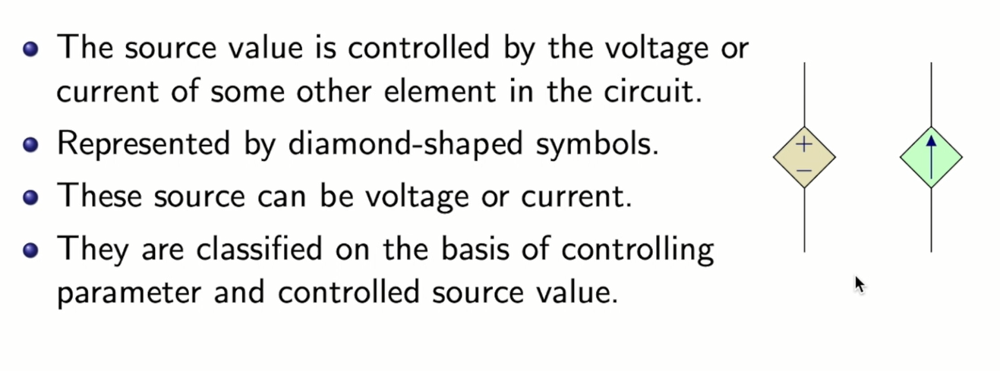 The source value is controlled by the voltage or
current of some other element in the circuit.
Represented by diamond-shaped symbols.
These source can be voltage or current.
They are classified on the basis of controlling
parameter and controlled source value.
+
−